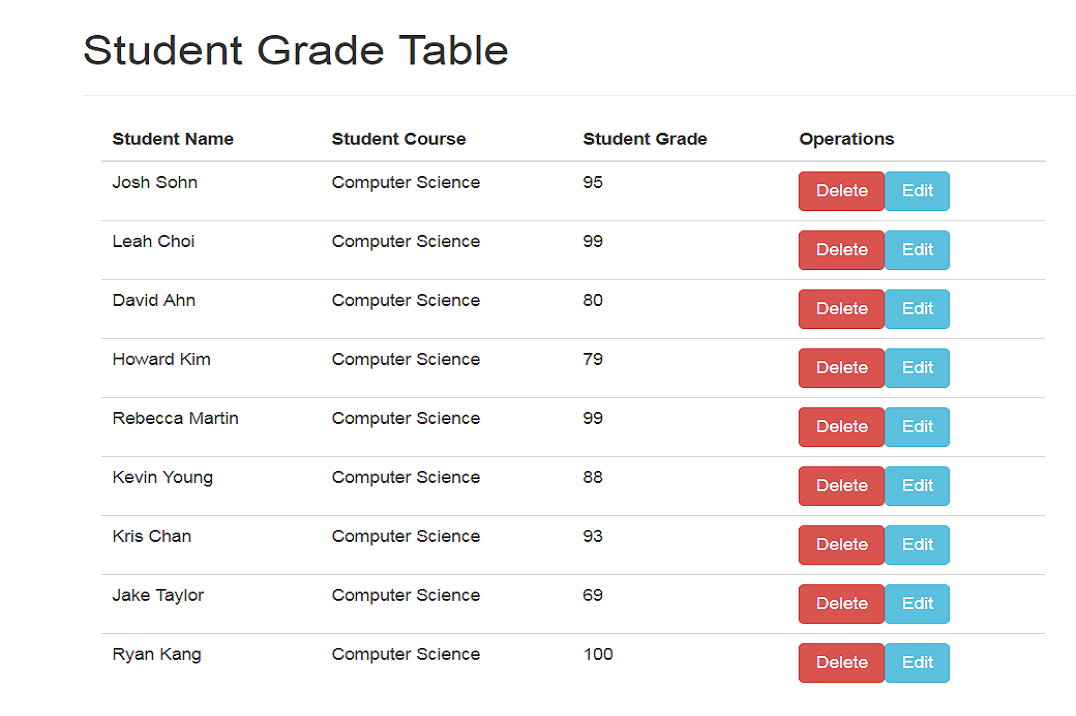 Student Grade Table
Student Name Student Course Student Grade Operations
Josh Sohn Computer Science 95 Delete Edit
Leah Choi Computer Science 99 Delete Edit
David Ahn Computer Science 80 Delete Edit
Howard Kim Computer Science 79 Delete Edit
Rebecca Martin Computer Science 99 Delete Edit
Kevin Young Computer Science 88 Delete Edit
Kris Chan Computer Science 93 Delete Edit
Jake Taylor Computer Science 69 Delete Edit
Ryan Kang Computer Science 100 Delete Edit